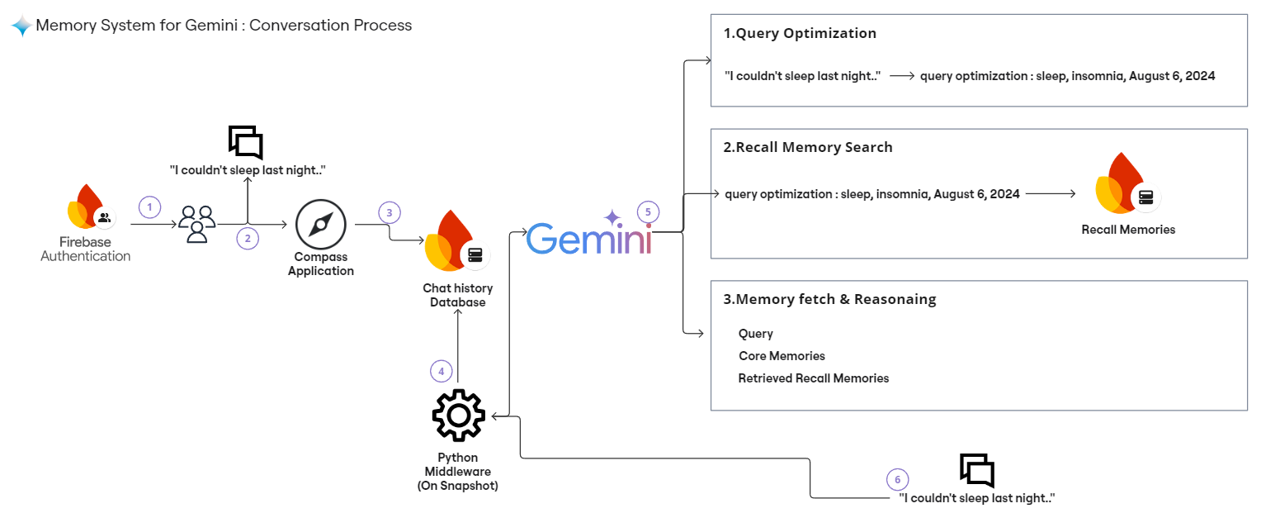 Memory System for Gemini : Conversation Process
1.Query Optimization
"I couldn't sleep last night.."
query optimization : sleep, insomnia, August 6, 2024
2.Recall Memory Search
query optimization : sleep, insomnia, August 6, 2024
Recall Memories
3.Memory fetch & Reasonaing
Query
Core Memories
Retrieved Recall Memories
"I couldn't sleep last night.."
1
Firebase
Authentication
2
Compass
Application
3
Chat history
Database
4
Python
Middleware
(On Snapshot)
Gemini
5
6
"I couldn't sleep last night.."